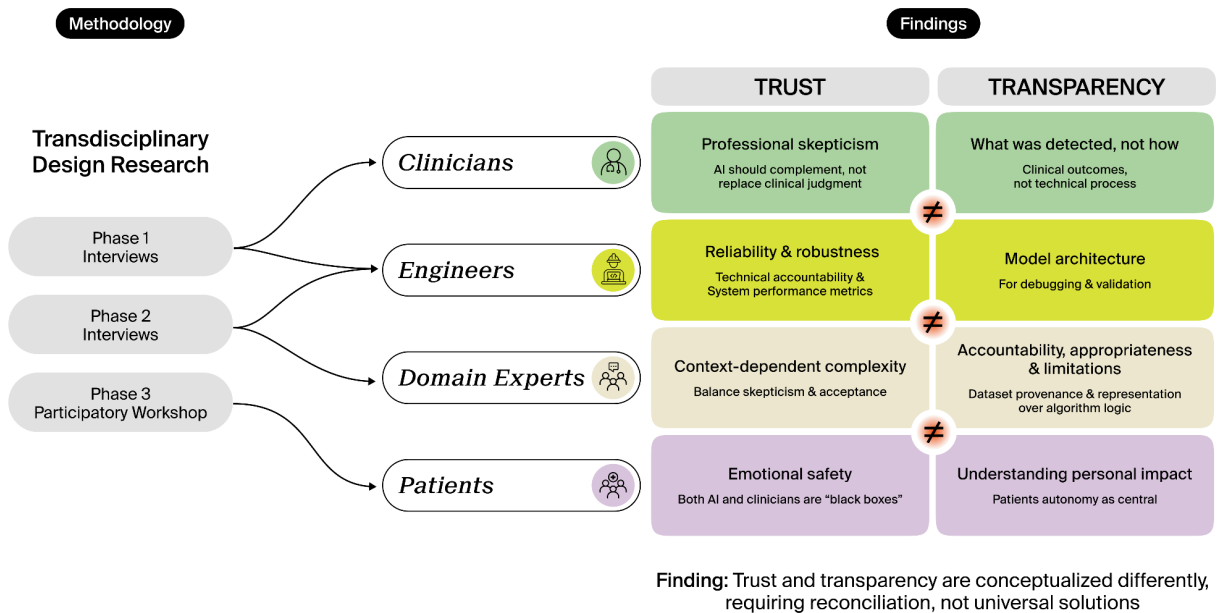 Methodology
Findings
TRUST
TRANSPARENCY
Transdisciplinary
Design Research
Phase 1
Interviews
Phase 2
Interviews
Phase 3
Participatory Workshop
Clinicians
Engineers
Domain Experts
Patients
Professional skepticism
AI should complement, not
replace clinical judgment
What was detected, not how
Clinical outcomes,
not technical process
≠
Reliability & robustness
Technical accountability &
System performance metrics
Model architecture
For debugging & validation
≠
Context-dependent complexity
Balance skepticism & acceptance
Accountability, appropriateness
& limitations
Dataset provenance & representation
over algorithm logic
≠
Emotional safety
Both AI and clinicians are “black boxes”
Understanding personal impact
Patients autonomy as central
Finding: Trust and transparency are conceptualized differently,
requiring reconciliation, not universal solutions